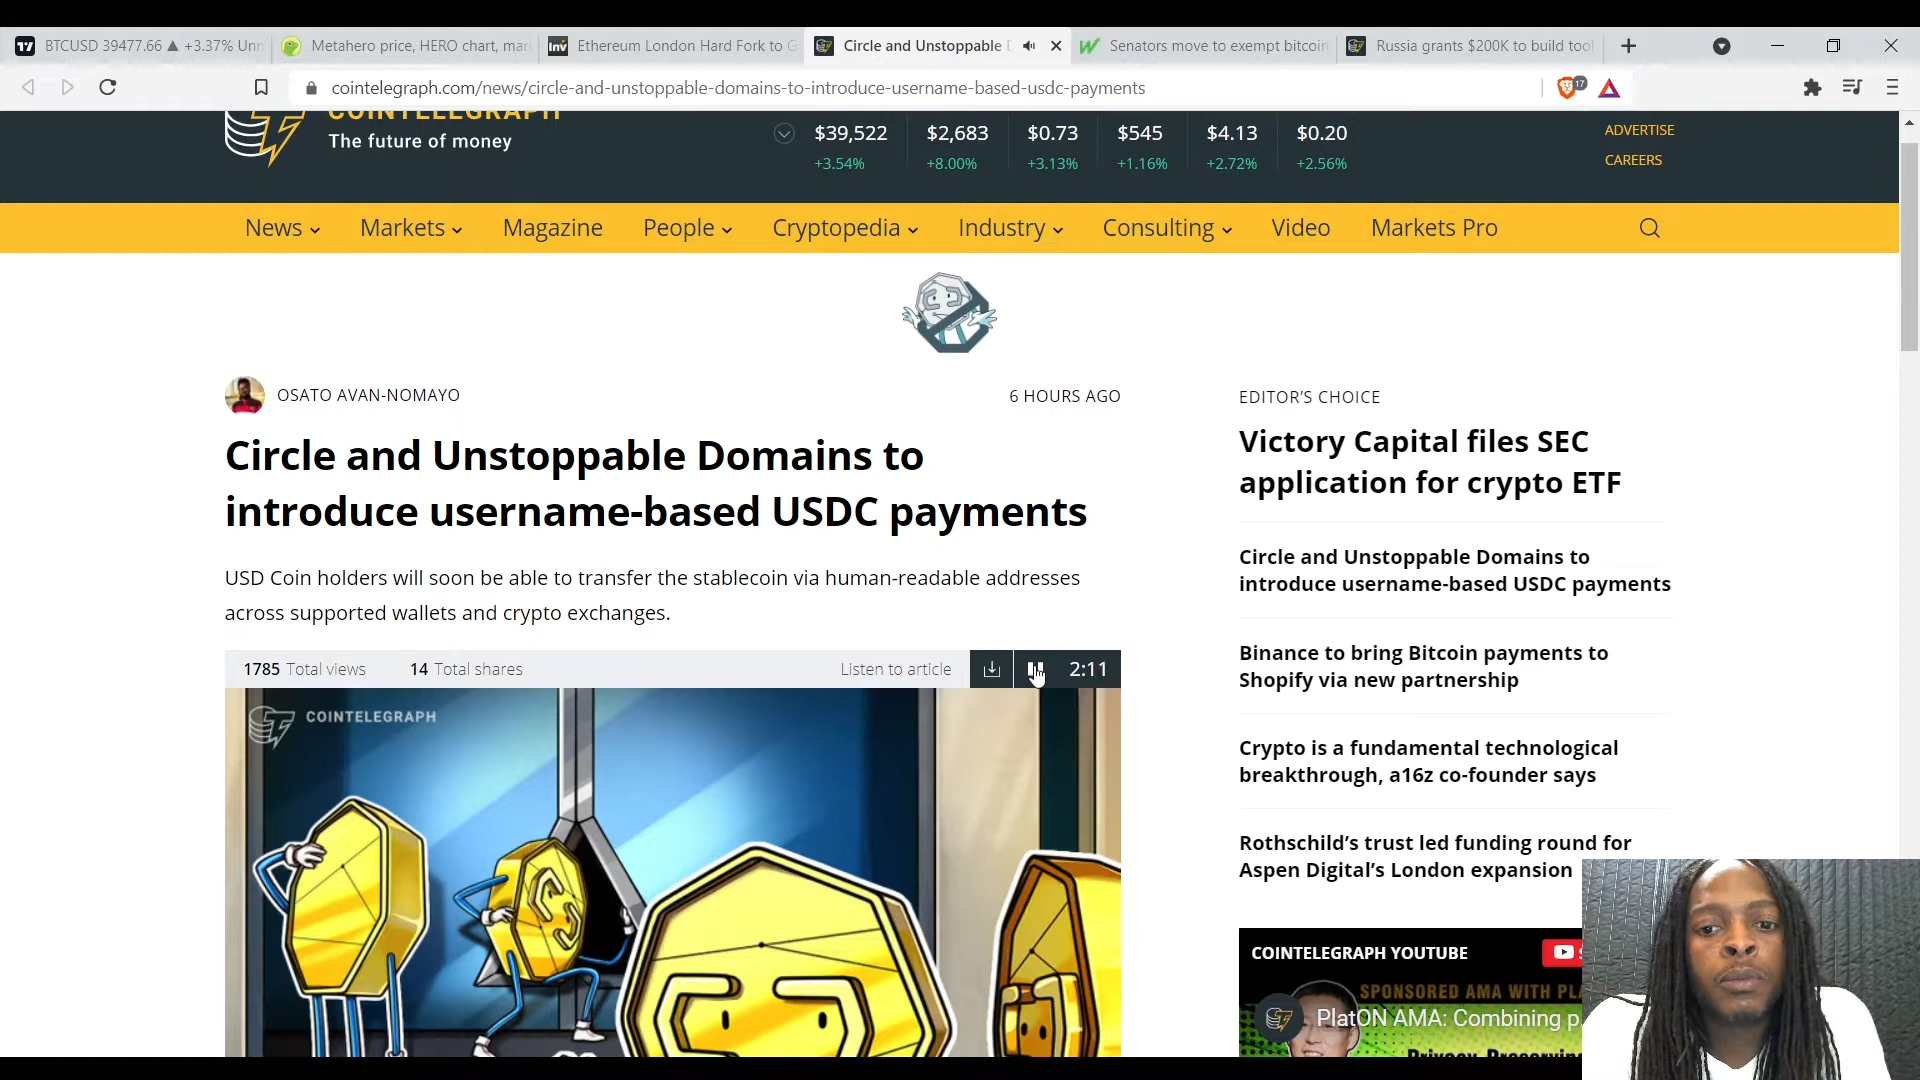 BTCUSD 39477.66 ▲ +3.37% Unn
Metahero price, HERO chart, mar
Ethereum London Hard Fork to G
Circle and Unstoppable D
Senators move to exempt bitcoin
Russia grants $200K to build tool
cointelegraph.com/news/circle-and-unstoppable-domains-to-introduce-username-based-usdc-payments
17
COINTELEGRAPH
The future of money
$39,522 $2,683 $0.73 $545 $4.13 $0.20
+3.54% +8.00% +3.13% +1.16% +2.72% +2.56%
ADVERTISE
CAREERS
News Markets Magazine People Cryptopedia Industry Consulting Video Markets Pro
OSATO AVAN-NOMAYO
6 HOURS AGO
Circle and Unstoppable Domains to
introduce username-based USDC payments
USD Coin holders will soon be able to transfer the stablecoin via human-readable addresses
across supported wallets and crypto exchanges.
1785 Total views 14 Total shares Listen to article 2:11
COINTELEGRAPH
EDITOR'S CHOICE
Victory Capital files SEC
application for crypto ETF
Circle and Unstoppable Domains to
introduce username-based USDC payments
Binance to bring Bitcoin payments to
Shopify via new partnership
Crypto is a fundamental technological
breakthrough, a16z co-founder says
Rothschild's trust led funding round for
Aspen Digital's London expansion
COINTELEGRAPH YOUTUBE
SPONSORED AMA WITH PLA
PlatON AMA: Combining p.